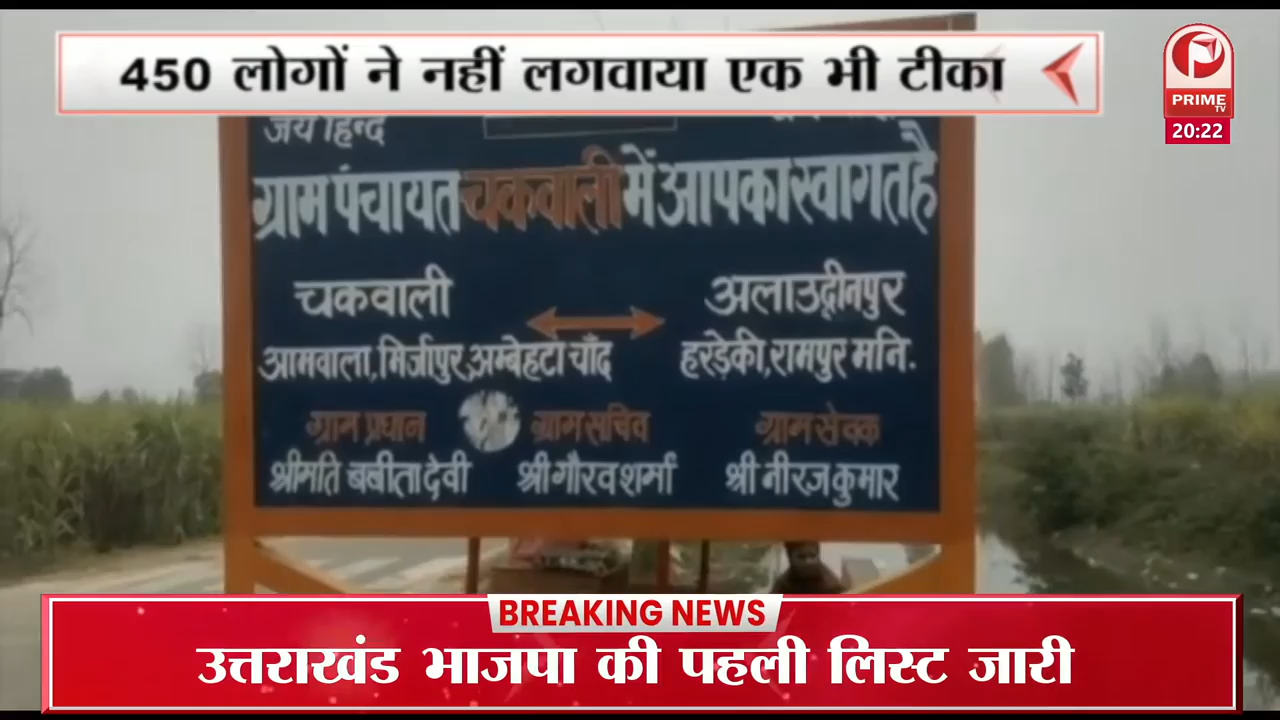 450 लोगों ने नहीं लगवाया एक भी टीका
PRIME
TV
20:22
जय हिन्द
ग्राम पंचायत चकवाली में आपका स्वागत है
चकवाली
अलाउद्दीनपुर
आमवाला, मिर्जापुर, अम्बेहटा चाँद
हरड़ेकी, रामपुर मनि.
ग्राम प्रधान
ग्राम सचिव
ग्राम सेवक
श्रीमति बबीता देवी
श्री गौरव शर्मा
श्री नीरज कुमार
BREAKING NEWS
उत्तराखंड भाजपा की पहली लिस्ट जारी